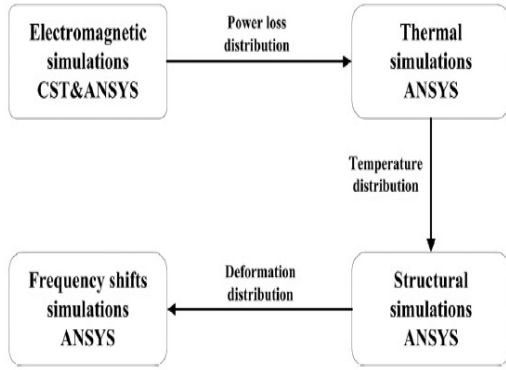 Electromagnetic
simulations
CST&ANSYS
Power loss
distribution
Thermal
simulations
ANSYS
Temperature
distribution
Structural
simulations
ANSYS
Deformation
distribution
Frequency shifts
simulations
ANSYS